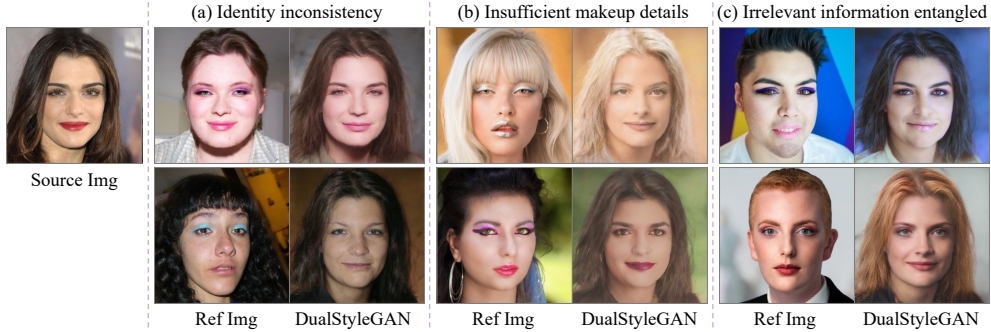 (a) Identity inconsistency
(b) Insufficient makeup details
(c) Irrelevant information entangled
Source Img
Ref Img
DualStyleGAN
Ref Img
DualStyleGAN
Ref Img
DualStyleGAN